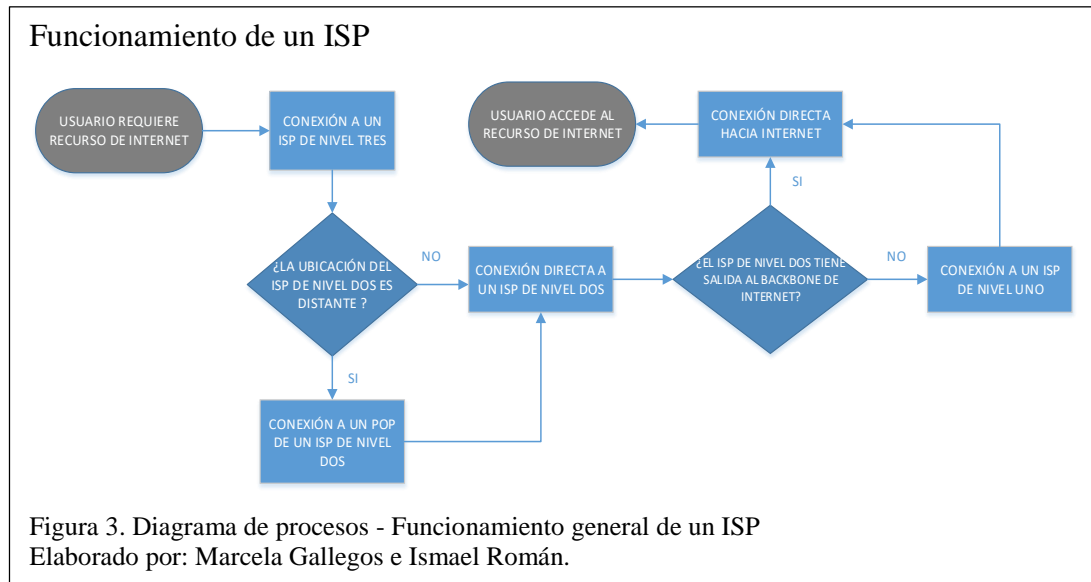 Funcionamiento de un ISP
USUARIO REQUIERE
RECURSO DE INTERNET
CONEXIÓN A UN
ISP DE NIVEL TRES
USUARIO ACCEDE AL
RECURSO DE INTERNET
CONEXIÓN DIRECTA
HACIA INTERNET
SI
¿LA UBICACIÓN DEL
ISP DE NIVEL DOS ES
DISTANTE ?
NO
CONEXIÓN DIRECTA A
UN ISP DE NIVEL DOS
¿EL ISP DE NIVEL DOS TIENE
SALIDA AL BACKBONE DE
INTERNET?
NO
CONEXIÓN A UN ISP
DE NIVEL UNO
SI
CONEXIÓN A UN POP
DE UN ISP DE NIVEL
DOS
Figura 3. Diagrama de procesos - Funcionamiento general de un ISP
Elaborado por: Marcela Gallegos e Ismael Román.